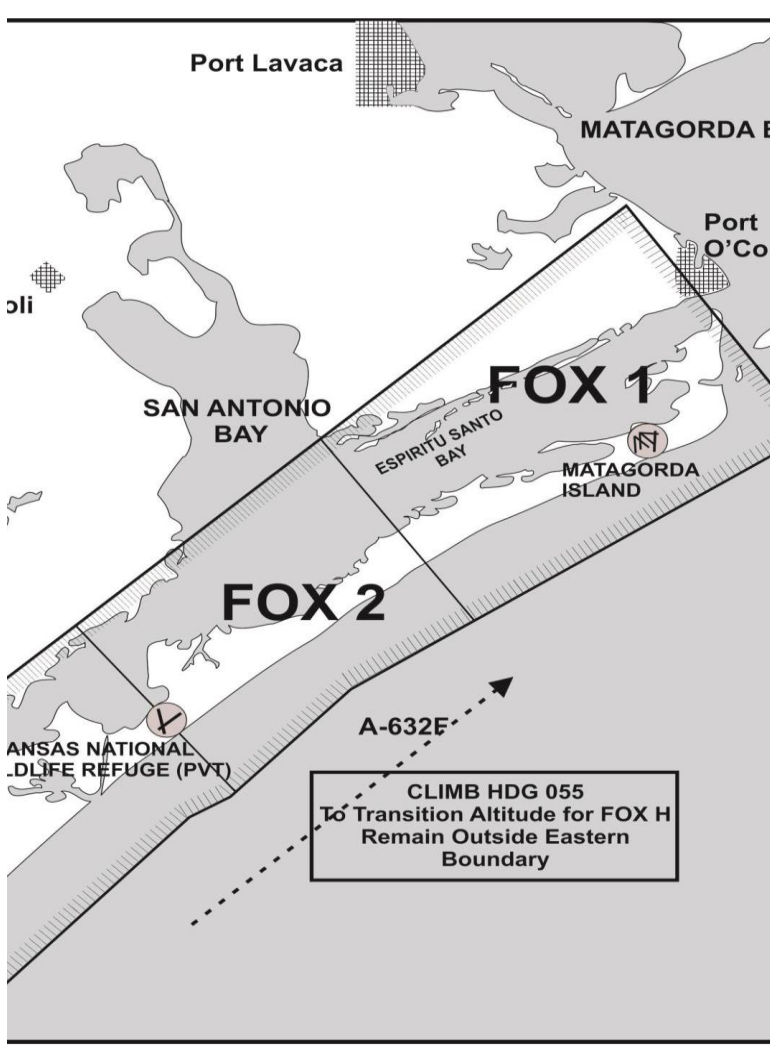 Port Lavaca
MATAGORDA B
Port
O'Co
oli
FOX 1
SAN ANTONIO
BAY
ESPIRITU SANTO
BAY
MATAGORDA
ISLAND
FOX 2
A-632F
ANSAS NATIONAL
LDLIFE REFUGE (PVT)
CLIMB HDG 055
To Transition Altitude for FOX H
Remain Outside Eastern
Boundary